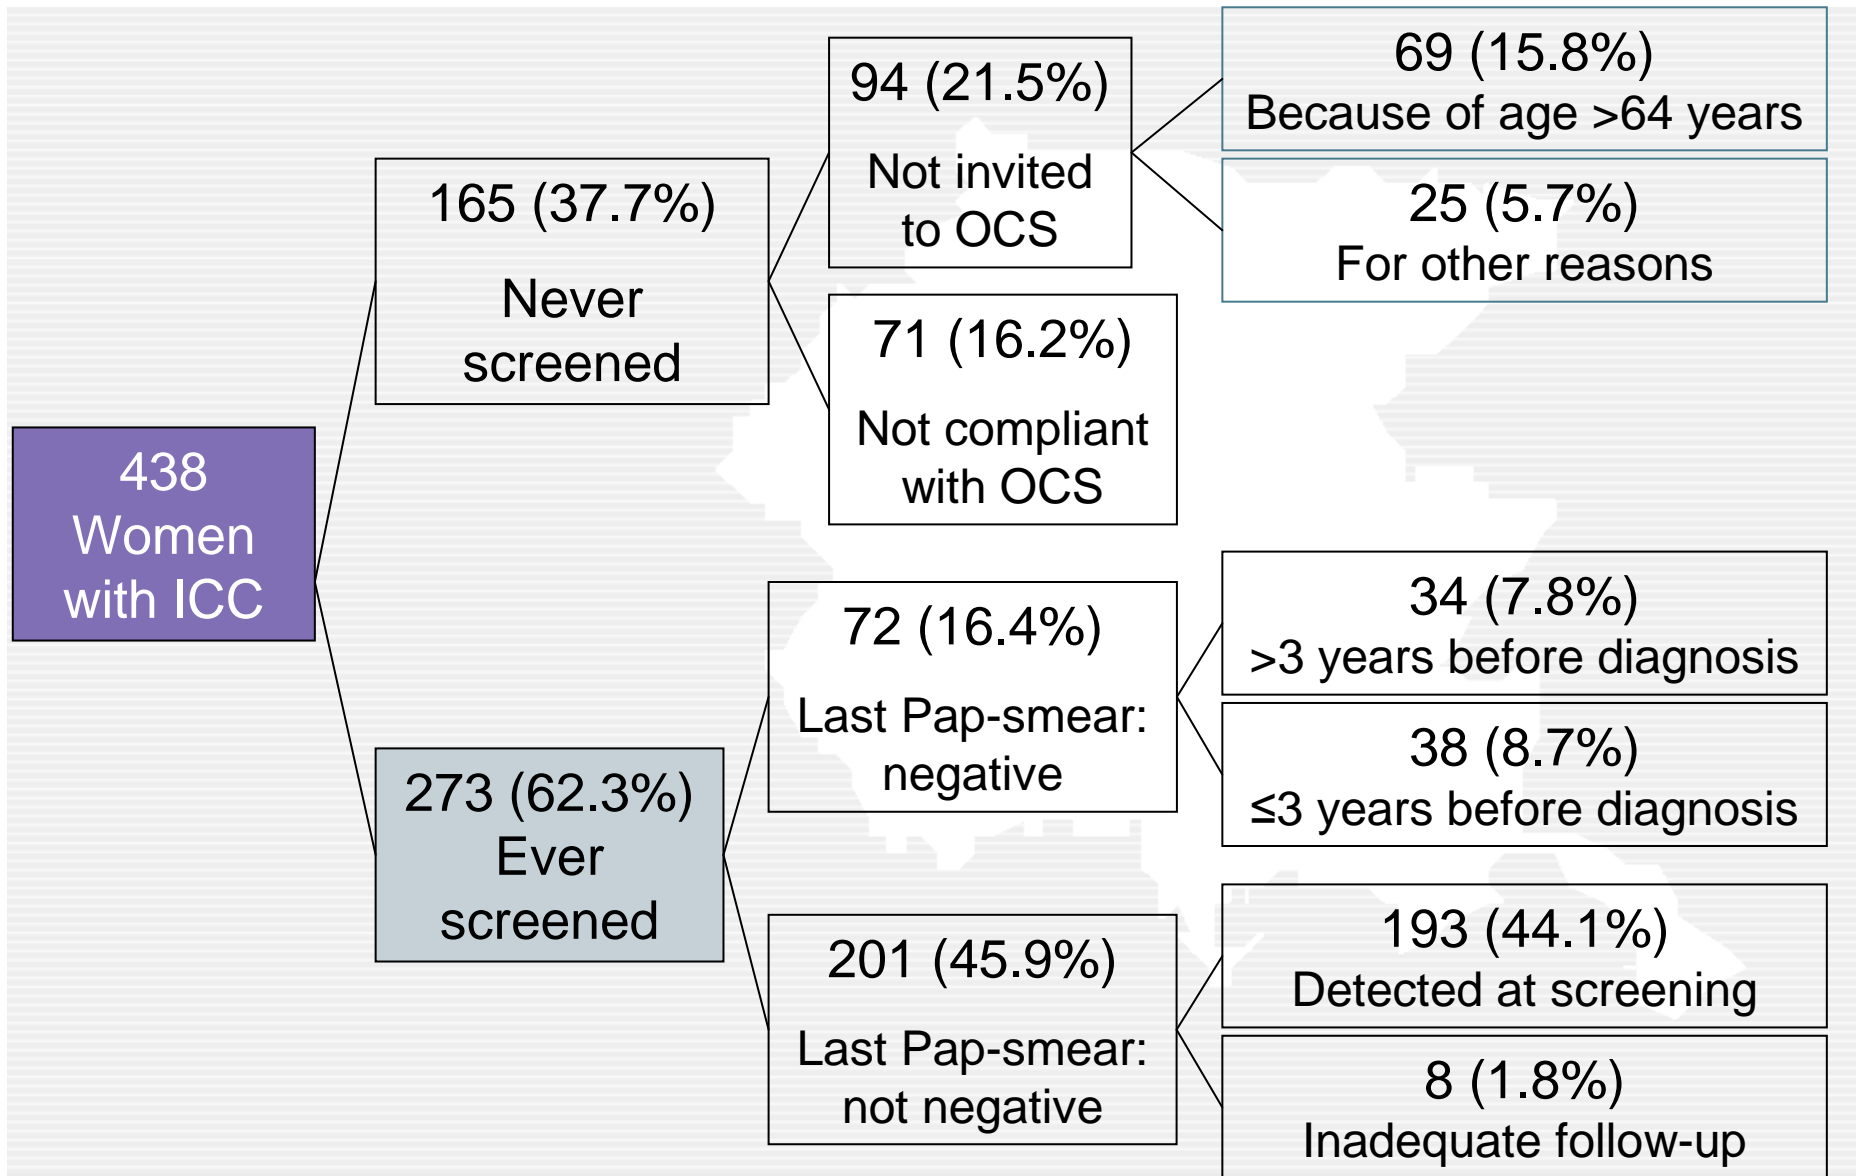 438
Women
with ICC
165 (37.7%)
Never
screened
94 (21.5%)
Not invited
to OCS
69 (15.8%)
Because of age >64 years
25 (5.7%)
For other reasons
71 (16.2%)
Not compliant
with OCS
273 (62.3%)
Ever
screened
72 (16.4%)
Last Pap-smear:
negative
34 (7.8%)
>3 years before diagnosis
38 (8.7%)
≤3 years before diagnosis
201 (45.9%)
Last Pap-smear:
not negative
193 (44.1%)
Detected at screening
8 (1.8%)
Inadequate follow-up